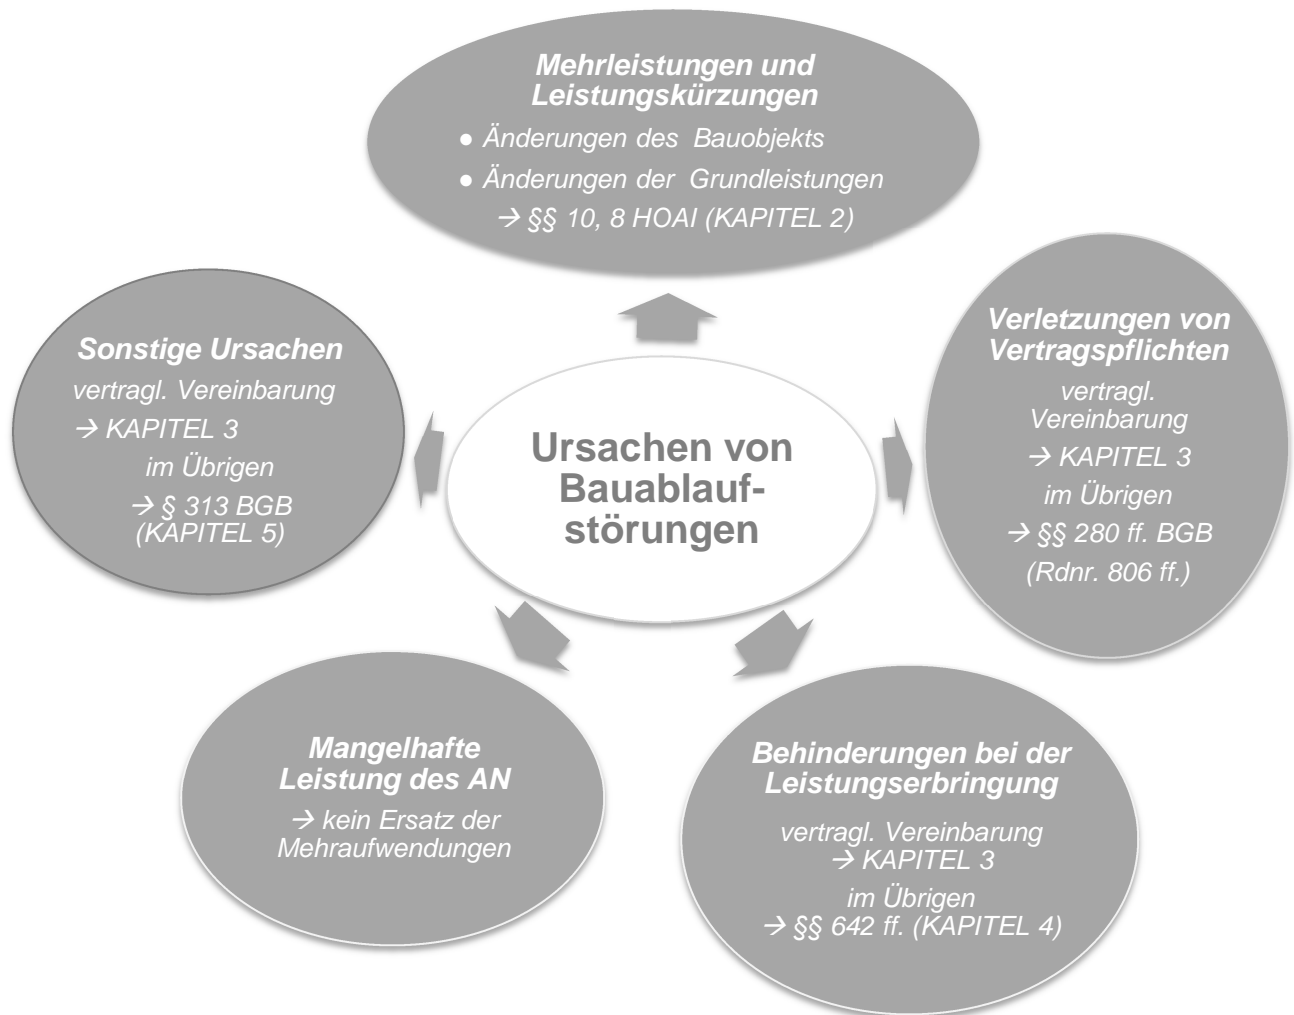 Mehrleistungen und
Leistungskürzungen
● Änderungen des Bauobjekts
● Änderungen der Grundleistungen
→ §§ 10, 8 HOAI (KAPITEL 2)
Verletzungen von
Vertragspflichten
vertragl.
Vereinbarung
→ KAPITEL 3
im Übrigen
→ §§ 280 ff. BGB
(Rdnr. 806 ff.)
Behinderungen bei der
Leistungserbringung
vertragl. Vereinbarung
→ KAPITEL 3
im Übrigen
→ §§ 642 ff. (KAPITEL 4)
Mangelhafte
Leistung des AN
→ kein Ersatz der
Mehraufwendungen
Sonstige Ursachen
vertragl. Vereinbarung
→ KAPITEL 3
im Übrigen
→ § 313 BGB
(KAPITEL 5)
Ursachen von
Bauablauf-
störungen